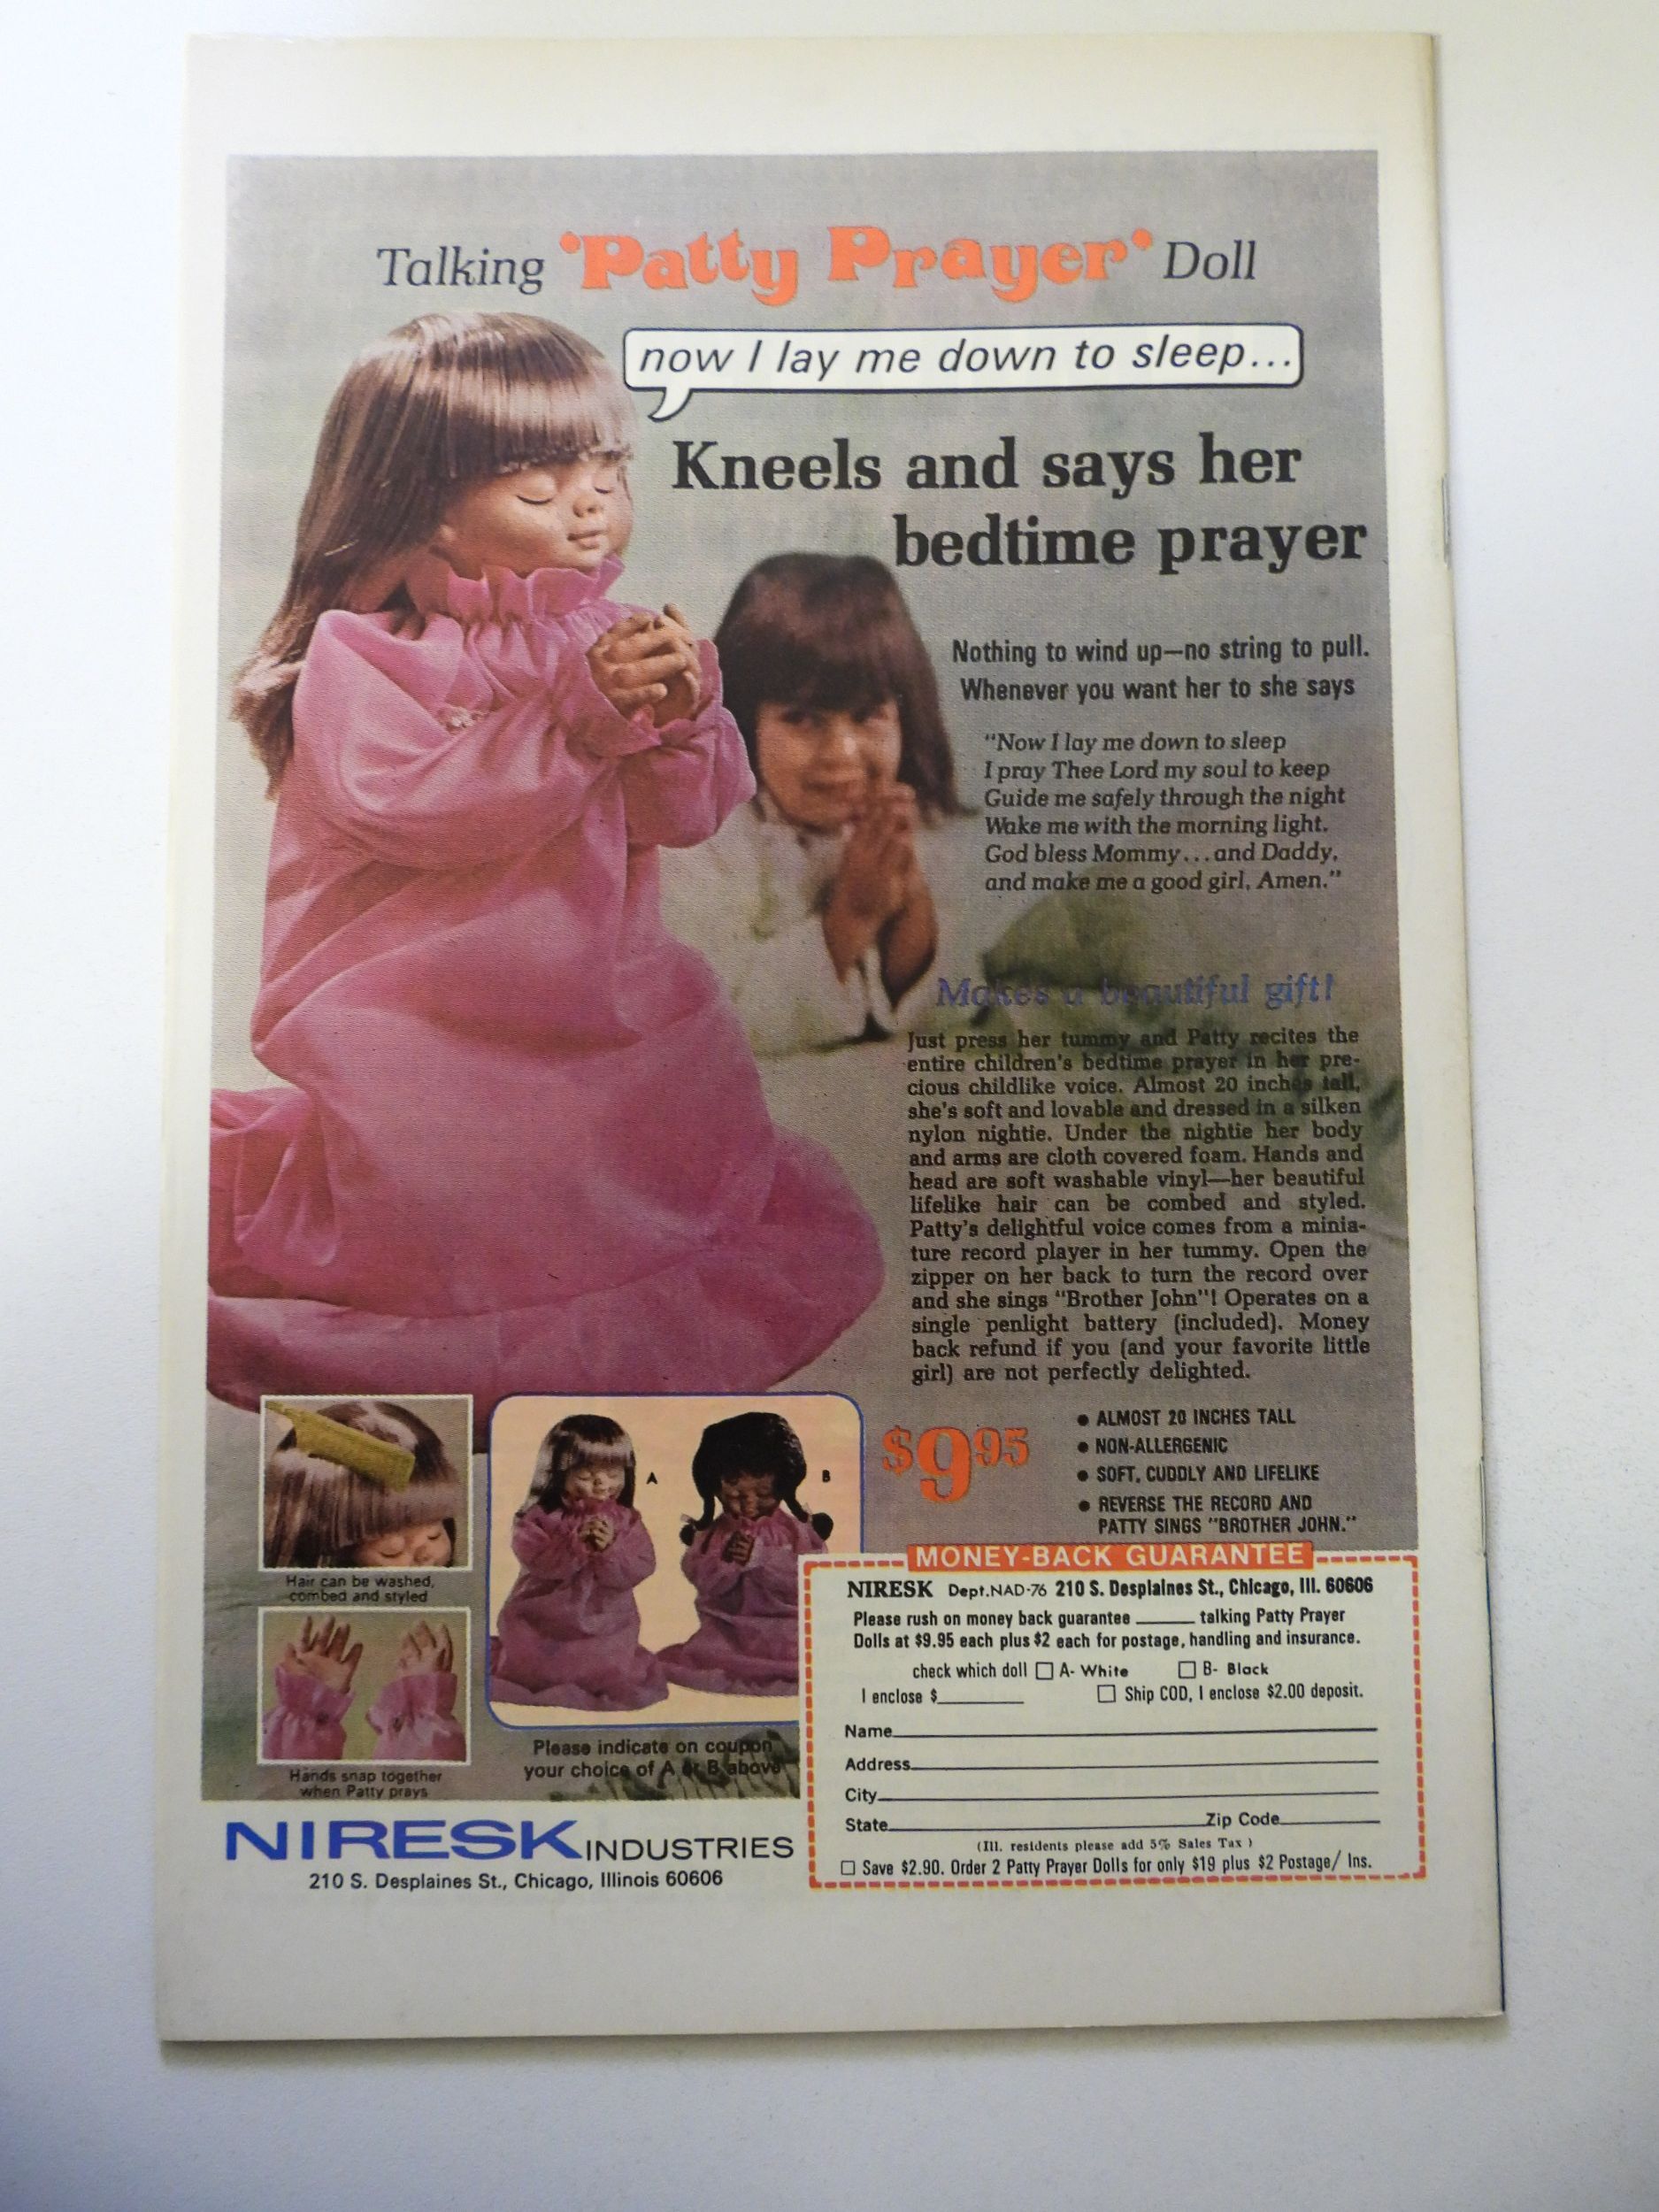 Talking 'Patty Prayer' Doll
now I lay me down to sleep...
Kneels and says her
bedtime prayer
Nothing to wind up—no string to pull.
Whenever you want her to she says
"Now I lay me down to sleep
I pray Thee Lord my soul to keep
Guide me safely through the night
Wake me with the morning light.
God bless Mommy...and Daddy,
and make me a good girl, Amen."
Makes a beautiful gift!
Just press her tummy and Patty recites the
entire children's bedtime prayer in her pre-
cious childlike voice. Almost 20 inches tall,
she's soft and lovable and dressed in a silken
nylon nightie. Under the nightie her body
and arms are cloth covered foam. Hands and
head are soft washable vinyl—her beautiful
lifelike hair can be combed and styled.
Patty's delightful voice comes from a minia-
ture record player in her tummy. Open the
zipper on her back to turn the record over
and she sings "Brother John"! Operates on a
single penlight battery (included). Money
back refund if you (and your favorite little
girl) are not perfectly delighted.
$9.95
• ALMOST 20 INCHES TALL
• NON-ALLERGENIC
• SOFT, CUDDLY AND LIFELIKE
• REVERSE THE RECORD AND
PATTY SINGS "BROTHER JOHN."
Hair can be washed,
combed and styled
Hands snap together
when Patty prays
A
B
Please indicate on coupon
your choice of A or B above
NIRESK INDUSTRIES
210 S. Desplaines St., Chicago, Illinois 60606
MONEY-BACK GUARANTEE
NIRESK Dept.NAD-76 210 S. Desplaines St., Chicago, Ill. 60606
Please rush on money back guarantee ______ talking Patty Prayer
Dolls at $9.95 each plus $2 each for postage, handling and insurance.
check which doll □ A- White □ B- Black
I enclose $________ □ Ship COD, I enclose $2.00 deposit.
Name
Address
City
State Zip Code
(Ill. residents please add 5% Sales Tax )
□ Save $2.90. Order 2 Patty Prayer Dolls for only $19 plus $2 Postage/ Ins.